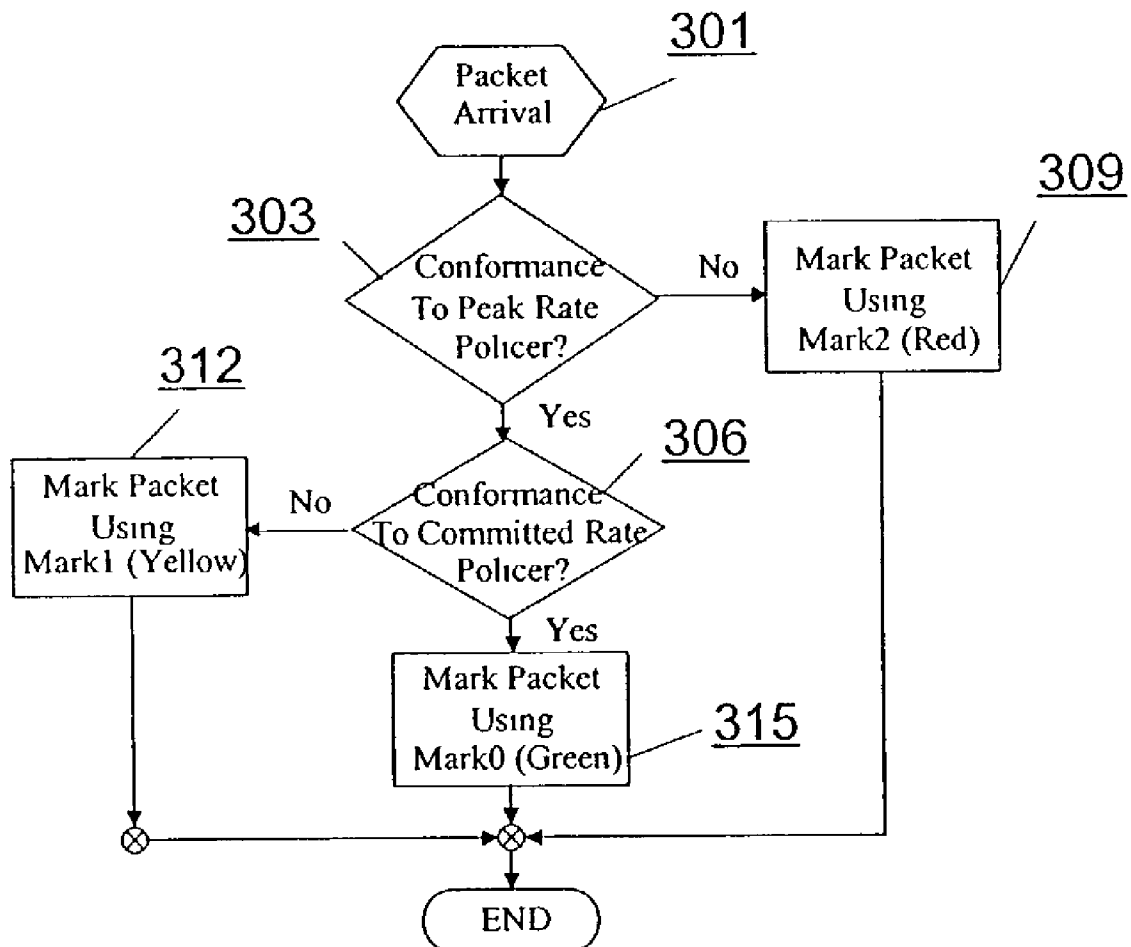 301
Packet
Arrival
309
303
Conformance
To Peak Rate
Policer?
No
Mark Packet
Using
Mark2 (Red)
312
Yes
306
Mark Packet
Using
Mark1 (Yellow)
No
Conformance
To Committed Rate
Policer?
Yes
Mark Packet
Using
Mark0 (Green)
315
END